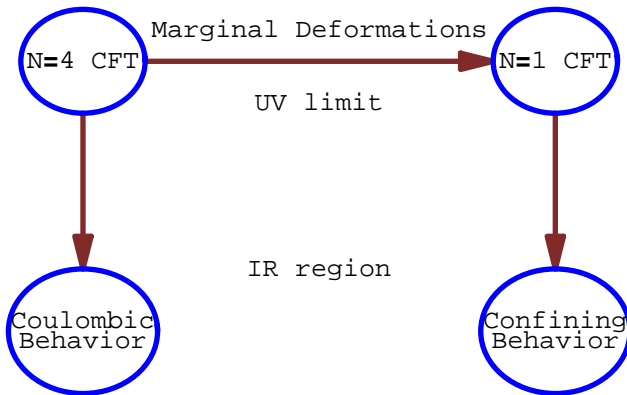 Marginal Deformations
N=4 CFT
N=1 CFT
UV limit
IR region
Coulombic
Behavior
Confining
Behavior